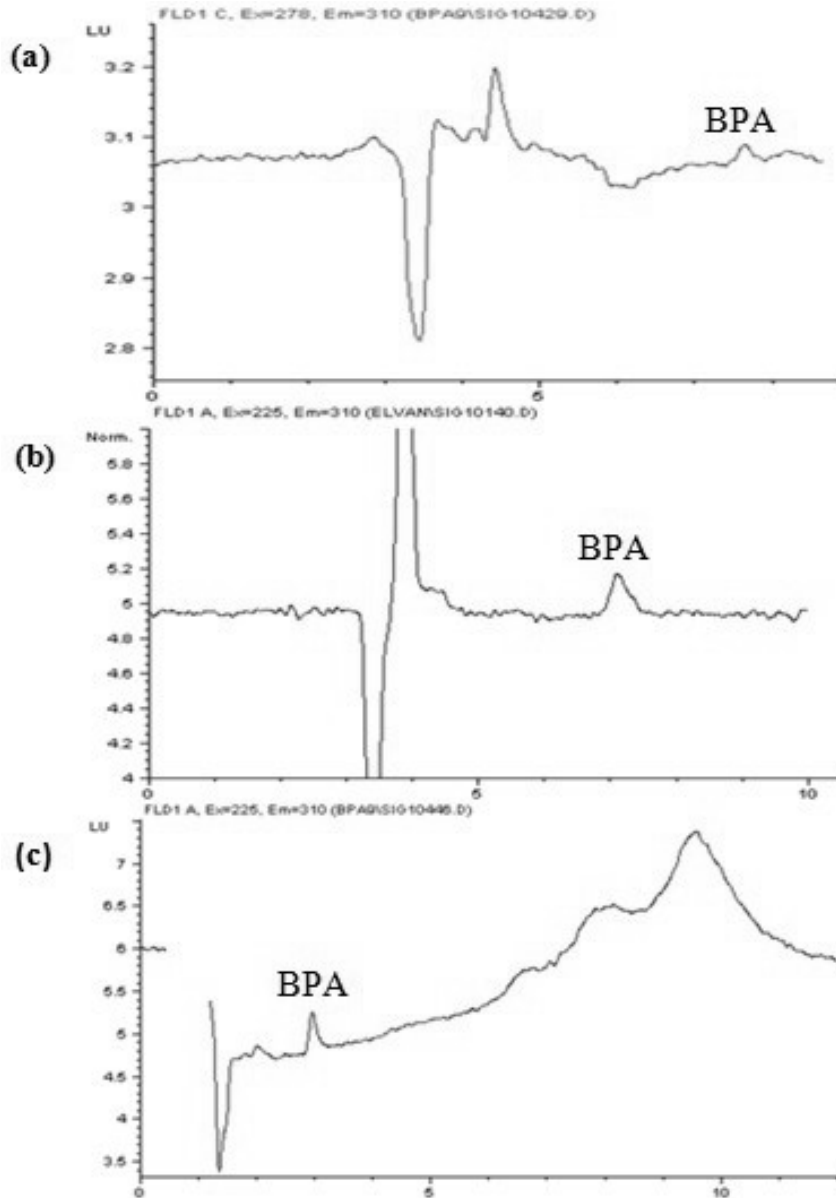 FLD1 C, Ex=278, Em=310 (BPA9\SIG10429.D)
LU
(a)
3.2
BPA
3.1
3
2.9
2.8
0 5
FLD1 A, Ex=225, Em=310 (ELVAN\SIG10140.D)
Norm.
(b)
5.8
5.6
5.4
BPA
5.2
5
4.8
4.6
4.4
4.2
4
0 5 10
FLD1 A, Ex=225, Em=310 (BPA9\SIG10446.D)
LU
(c)
7
6.5
6
5.5
BPA
5
4.5
4
3.5
0 5 10